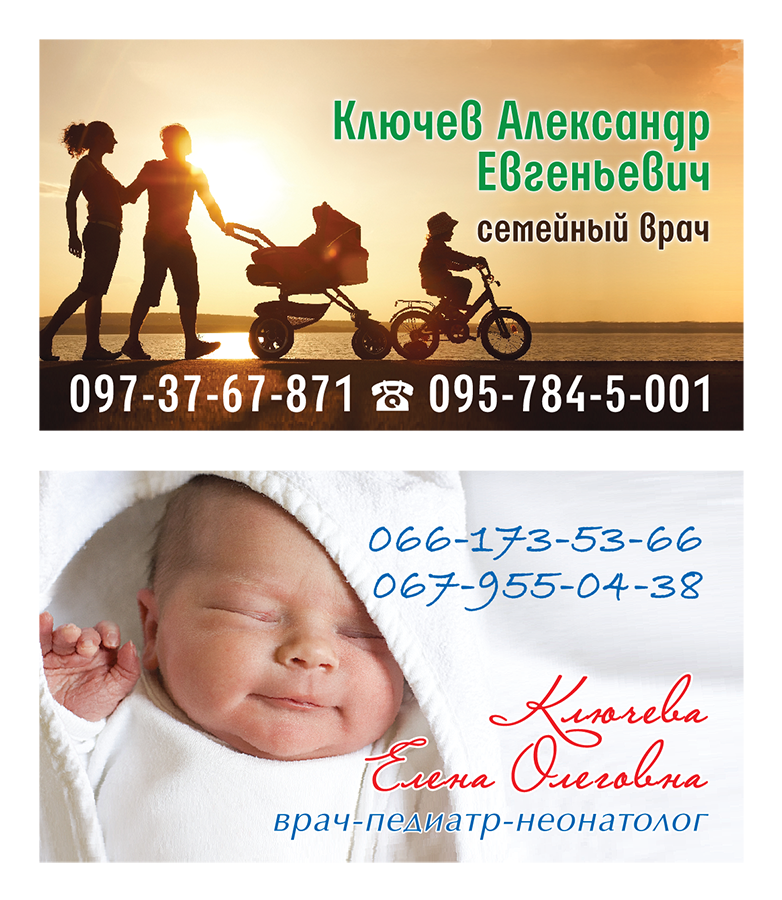 Ключев Александр
Евгеньевич
семейный врач
097-37-67-871 ☎ 095-784-5-001
066-173-53-66
067-955-04-38
Ключева
Елена Олеговна
врач-педиатр-неонатолог